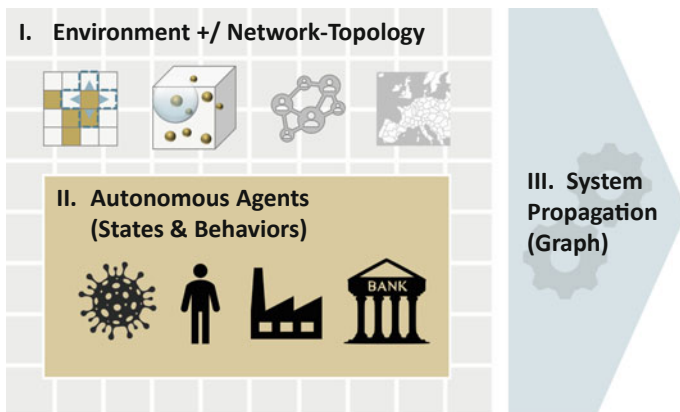 I. Environment +/ Network-Topology
II. Autonomous Agents
(States & Behaviors)
BANK
III. System
Propagation
(Graph)